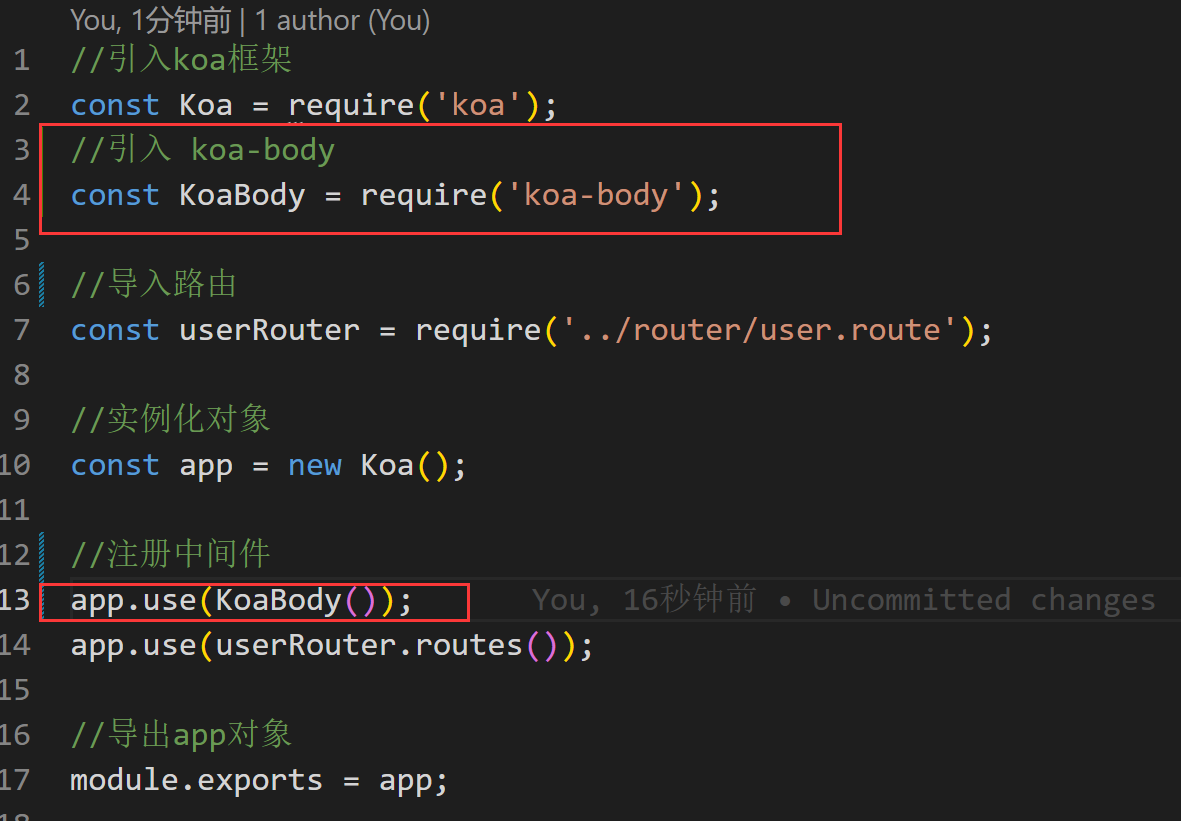 You, 1分钟前 | 1 author (You)
1 //引入koa框架
2 const Koa = require('koa');
3 //引入 koa-body
4 const KoaBody = require('koa-body');
5
6 //导入路由
7 const userRouter = require('../router/user.route');
8
9 //实例化对象
10 const app = new Koa();
11
12 //注册中间件
13 app.use(KoaBody()); You, 16秒钟前 • Uncommitted changes
14 app.use(userRouter.routes());
15
16 //导出app对象
17 module.exports = app;
18